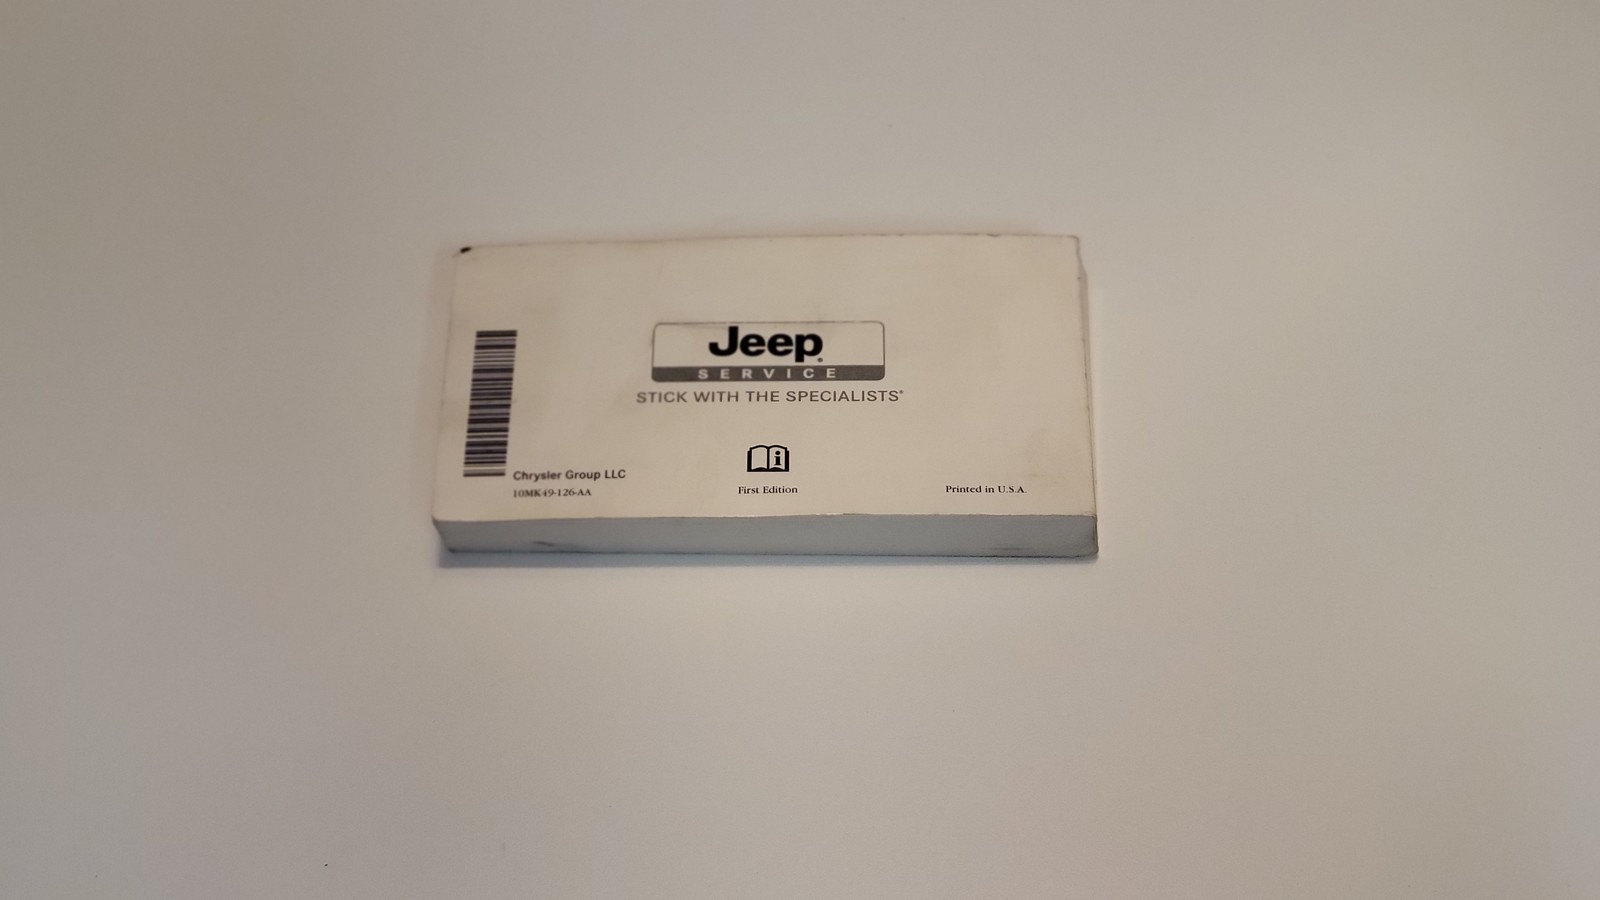 Jeep®
SERVICE
STICK WITH THE SPECIALISTS®
Chrysler Group LLC
10MK49-126-AA
i
First Edition
Printed in U.S.A.